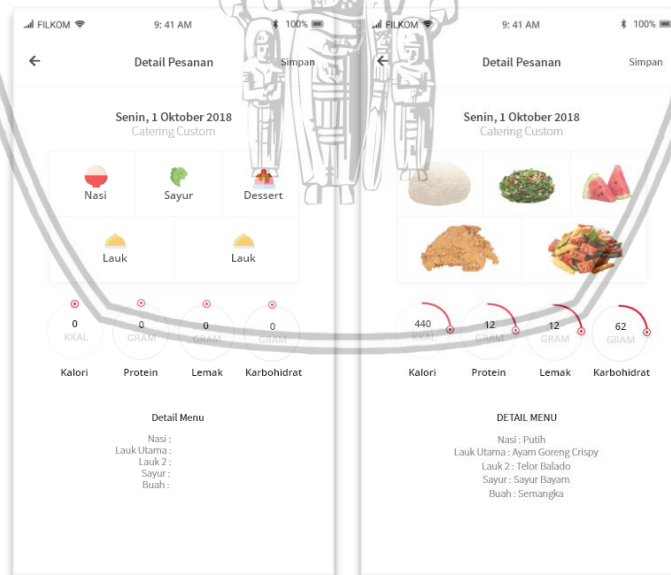 FILKOM 9: 41 AM 100%
Detail Pesanan Simpan
Senin, 1 Oktober 2018
Catering Custom
Nasi Sayur Dessert
Lauk Lauk
0 0 0 0
KKAL GRAM GRAM GRAM
Kalori Protein Lemak Karbohidrat
Detail Menu
Nasi :
Lauk Utama :
Lauk 2 :
Sayur :
Buah :
FILKOM 9: 41 AM 100%
Detail Pesanan Simpan
Senin, 1 Oktober 2018
Catering Custom
440 12 12 62
KKAL GRAM GRAM GRAM
Kalori Protein Lemak Karbohidrat
DETAIL MENU
Nasi : Putih
Lauk Utama : Ayam Goreng Crispy
Lauk 2 : Telor Balado
Sayur : Sayur Bayam
Buah : Semangka